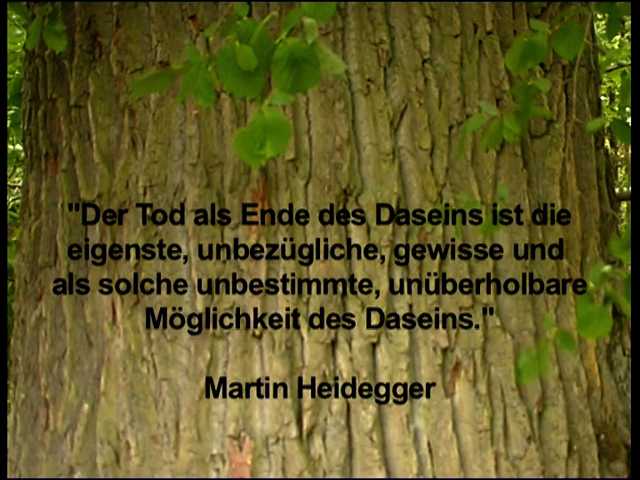 "Der Tod als Ende des Daseins ist die
eigenste, unbezügliche, gewisse und
als solche unbestimmte, unüberholbare
Möglichkeit des Daseins."
Martin Heidegger